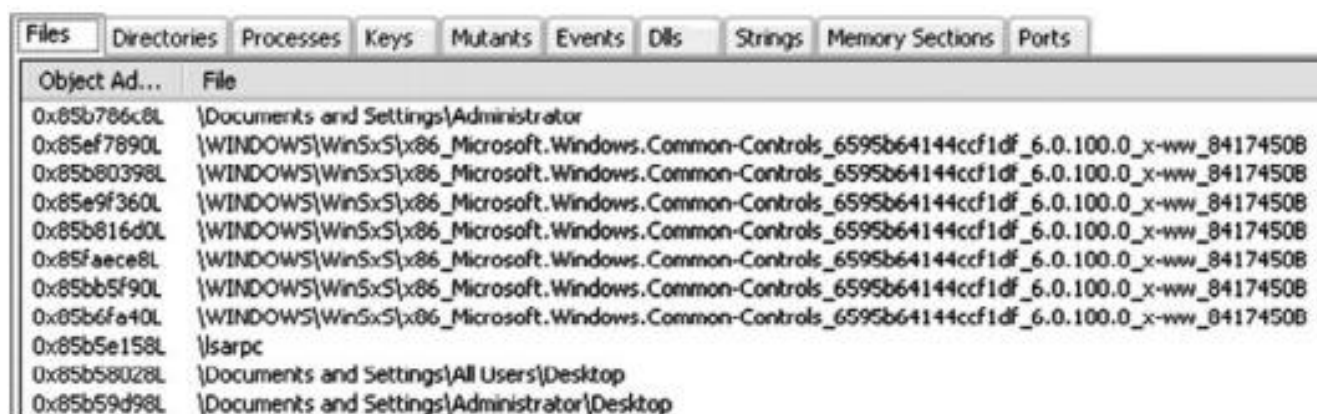 Files Directories Processes Keys Mutants Events Dlls Strings Memory Sections Ports
Object Ad... File
0x85b786c8L \Documents and Settings\Administrator
0x85ef7890L \WINDOWS\WinSxS\x86_Microsoft.Windows.Common-Controls_6595b64144ccf1df_6.0.100.0_x-ww_8417450B
0x85b80398L \WINDOWS\WinSxS\x86_Microsoft.Windows.Common-Controls_6595b64144ccf1df_6.0.100.0_x-ww_8417450B
0x85e9f360L \WINDOWS\WinSxS\x86_Microsoft.Windows.Common-Controls_6595b64144ccf1df_6.0.100.0_x-ww_8417450B
0x85b816d0L \WINDOWS\WinSxS\x86_Microsoft.Windows.Common-Controls_6595b64144ccf1df_6.0.100.0_x-ww_8417450B
0x85faece8L \WINDOWS\WinSxS\x86_Microsoft.Windows.Common-Controls_6595b64144ccf1df_6.0.100.0_x-ww_8417450B
0x85bb5f90L \WINDOWS\WinSxS\x86_Microsoft.Windows.Common-Controls_6595b64144ccf1df_6.0.100.0_x-ww_8417450B
0x85b6fa40L \WINDOWS\WinSxS\x86_Microsoft.Windows.Common-Controls_6595b64144ccf1df_6.0.100.0_x-ww_8417450B
0x85b5e158L \lsarpc
0x85b58028L \Documents and Settings\All Users\Desktop
0x85b59d98L \Documents and Settings\Administrator\Desktop